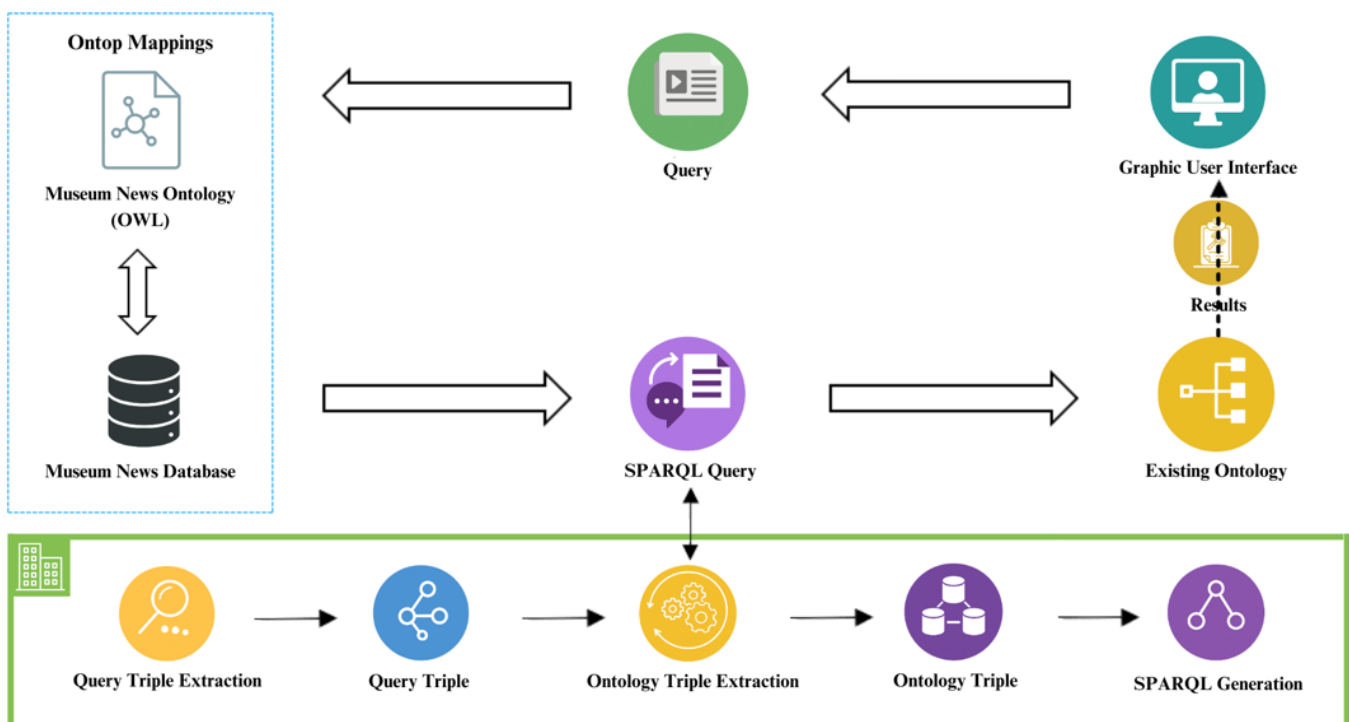 Ontop Mappings
Museum News Ontology
(OWL)
Museum News Database
Query
Graphic User Interface
Results
SPARQL Query
Existing Ontology
Query Triple Extraction
Query Triple
Ontology Triple Extraction
Ontology Triple
SPARQL Generation